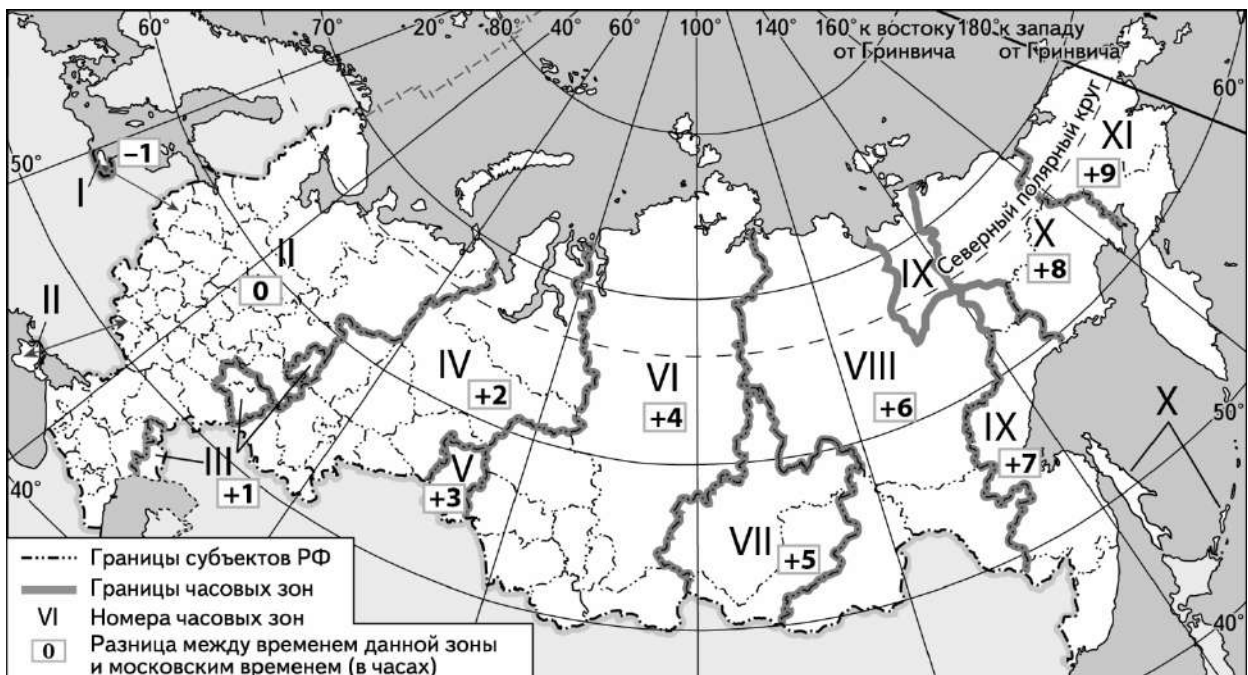 60° 70 -20° 80° 100° 140° 160° к востоку 180° к западу
от Гринвича от Гринвича
60°
50°
I
−1
II
0
II
40°
III
+1
IV
+2
V
+3
VI
+4
VII
+5
VIII
+6
IX
IX
+7
X
+8
XI
+9
Северный полярный круг
X
50°
40°
Границы субъектов РФ
Границы часовых зон
VI Номера часовых зон
0 Разница между временем данной зоны
и московским временем (в часах)